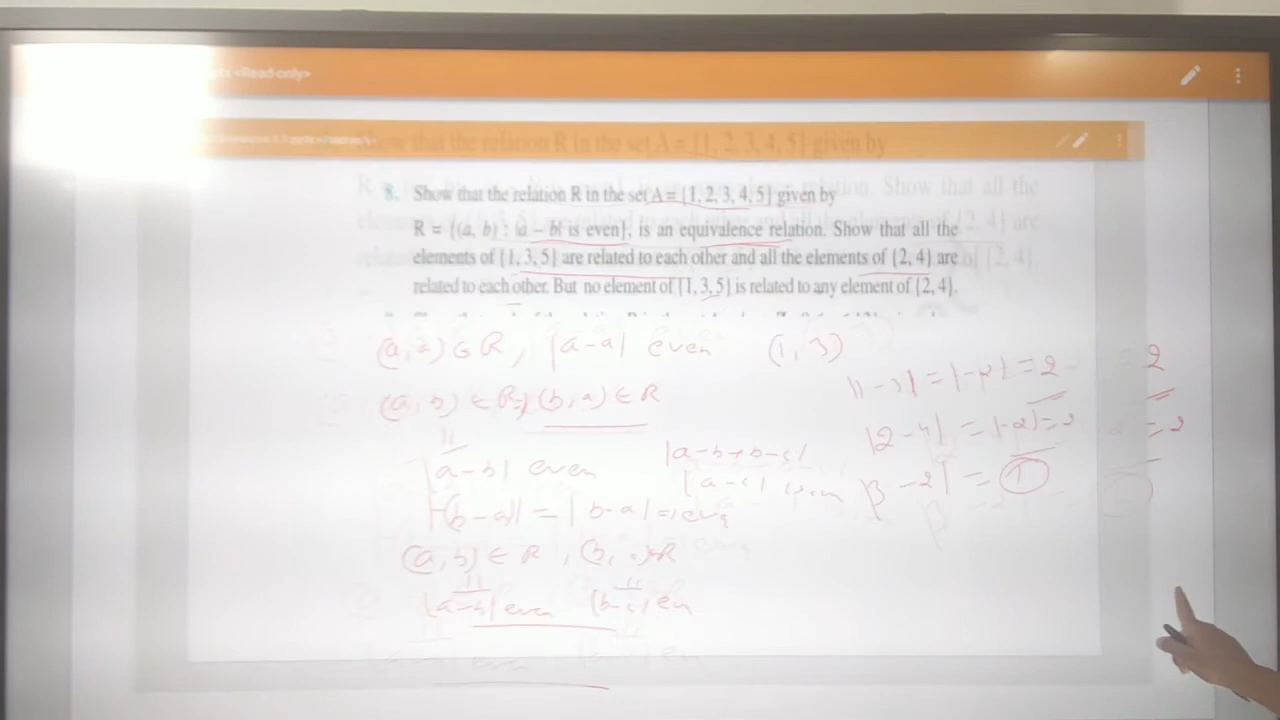 <Read-only>
Show that the relation R in the set A = {1, 2, 3, 4, 5} given by
8. Show that the relation R in the set A = {1, 2, 3, 4, 5} given by
R = {(a, b) : |a – b| is even}, is an equivalence relation. Show that all the
elements of {1, 3, 5} are related to each other and all the elements of {2, 4} are
related to each other. But no element of {1, 3, 5} is related to any element of {2, 4}.
(a, a) ∈ R, |a-a| even (1, 3)
|1-3| = |-2| = 2 = 2
(a, b) ∈ R ⇒ (b, a) ∈ R
|2-4| = |-2| = 2 = 2
|a-b+b-c|
|a-b| even |a-c| even |3-2| = 1
|-(b-a)| = |b-a| =
(a, b) ∈ R, (b, ∈ R
|a-b| even |b-c|